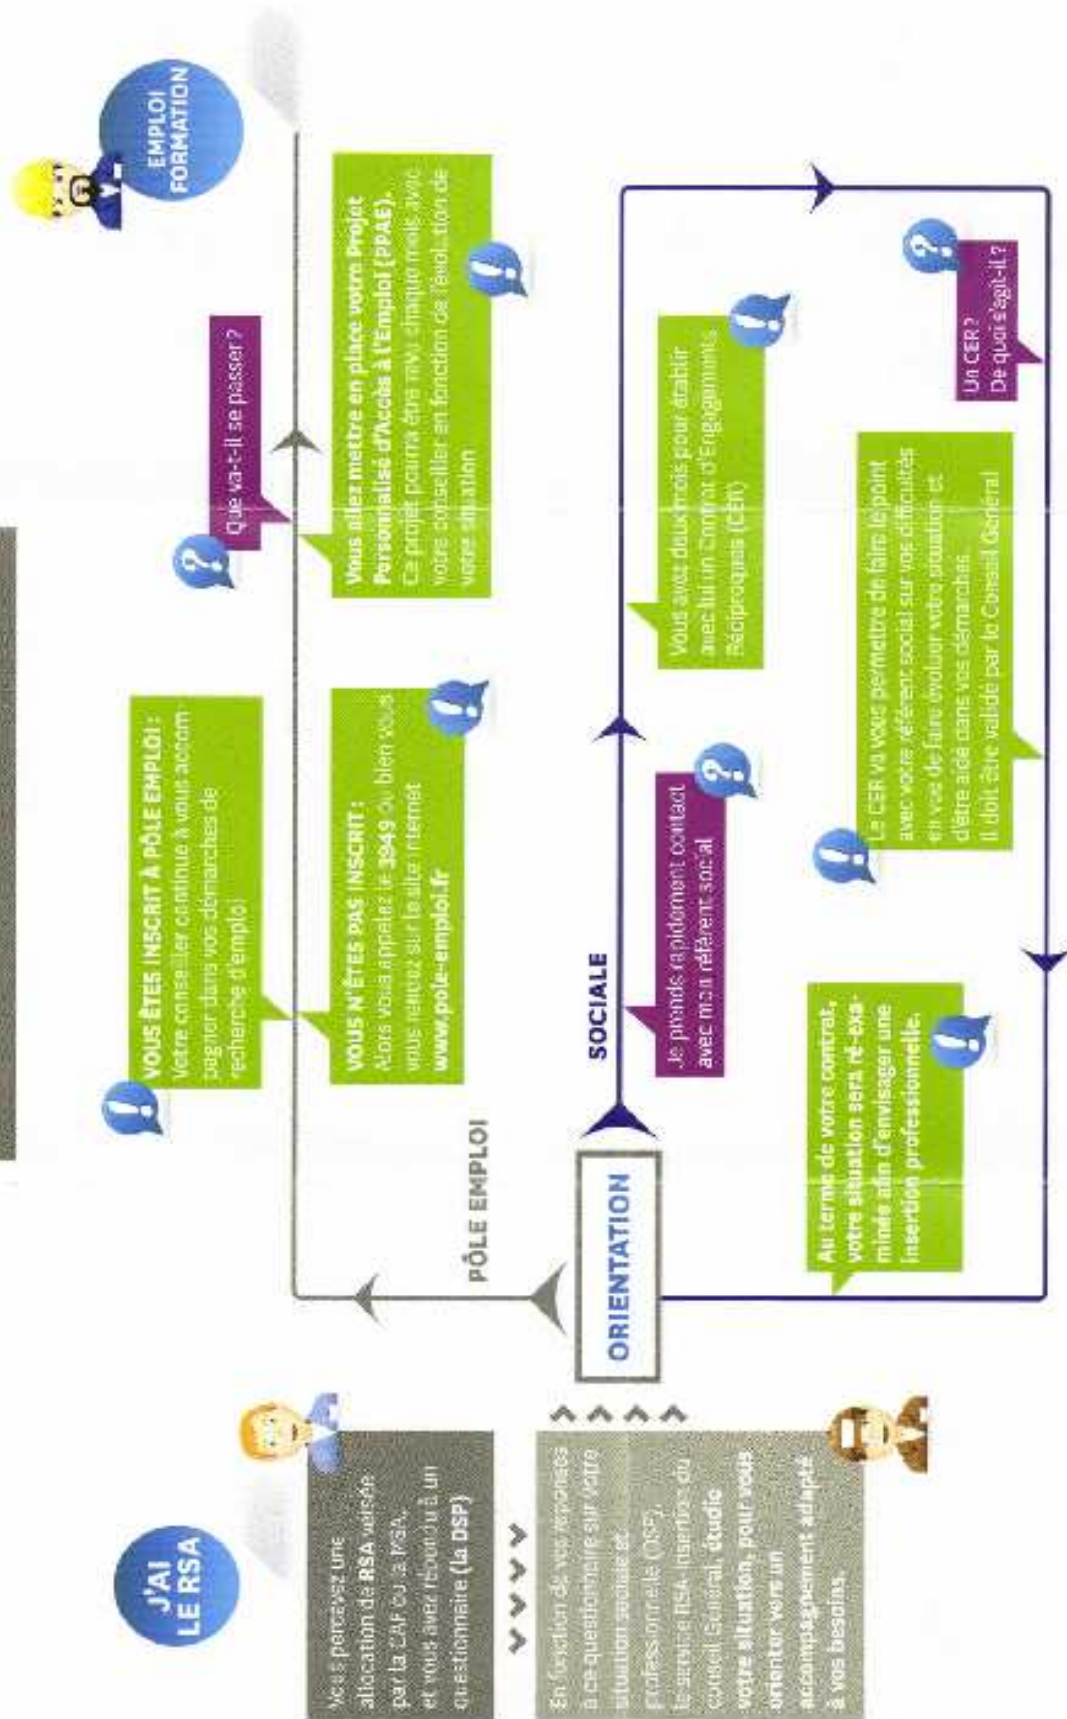 J'AI
LE RSA
Vous percevez une
allocation de RSA versée
par la CAF ou la MSA,
et vous avez répondu à un
questionnaire (la DSP)
En fonction de vos réponses
à ce questionnaire sur votre
situation sociale et
professionnelle (DSP),
le service RSA insertion du
conseil Général, étudie
votre situation, pour vous
orienter vers un
accompagnement adapté
à vos besoins.
ORIENTATION
PÔLE EMPLOI
VOUS ÊTES INSCRIT À PÔLE EMPLOI :
Votre conseiller continue à vous accom-
pagner dans vos démarches de
recherche d'emploi
VOUS N'ÊTES PAS INSCRIT :
Alors vous appelez le 3949 ou bien vous
vous rendez sur le site internet
www.pole-emploi.fr
Que va-t-il se passer ?
Vous allez mettre en place votre Projet
Personnalisé d'Accès à l'Emploi (PPAE).
Ce projet pourra être revu chaque mois avec
votre conseiller en fonction de l'évolution de
votre situation
EMPLOI
FORMATION
SOCIALE
Je prends rapidement contact
avec mon référent social
Vous avez deux mois pour établir
avec lui un Contrat d'Engagements
Réciproques (CER)
Un CER ?
De quoi s'agit-il ?
Le CER va vous permettre de faire le point
avec votre référent social sur vos difficultés
en vue de faire évoluer votre situation et
d'être aidé dans vos démarches
Il doit être validé par le Conseil Général
Au terme de votre contrat,
votre situation sera ré-exa-
minée afin d'envisager une
insertion professionnelle.